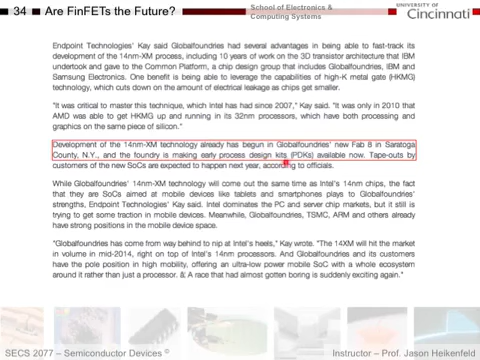 34 Are FinFETs the Future?
School of Electronics &
Computing Systems
UNIVERSITY OF
Cincinnati
Endpoint Technologies' Kay said Globalfoundries had several advantages in being able to fast-track its
development of the 14nm-XM process, including 10 years of work on the 3D transistor architecture that IBM
undertook and gave to the Common Platform, a chip design group that includes Globalfoundries, IBM and
Samsung Electronics. One benefit is being able to leverage the capabilities of high-K metal gate (HKMG)
technology, which cuts down on the amount of electrical leakage as chips get smaller.
"It was critical to master this technique, which Intel has had since 2007," Kay said. "It was only in 2010 that
AMD was able to get HKMG up and running in its 32nm processors, which have both processing and
graphics on the same piece of silicon."
Development of the 14nm-XM technology already has begun in Globalfoundries' new Fab 8 in Saratoga
County, N.Y., and the foundry is making early process design kits (PDKs) available now. Tape-outs by
customers of the new SoCs are expected to happen next year, according to officials.
While Globalfoundries' 14nm-XM technology will come out the same time as Intel's 14nm chips, the fact
that they are SoCs aimed at mobile devices like tablets and smartphones plays to Globalfoundries'
strengths, Endpoint Technologies' Kay said. Intel dominates the PC and server chip markets, but it still is
trying to get some traction in mobile devices. Meanwhile, Globalfoundries, TSMC, ARM and others already
have strong positions in the mobile device space.
"Globalfoundries has come from way behind to nip at Intel's heels," Kay wrote. "The 14XM will hit the market
in volume in mid-2014, right on top of Intel's 14nm processors. And Globalfoundries and its customers
have the pole position in high mobility, offering an ultra-low power mobile SoC with a whole ecosystem
around it rather than just a processor. & A race that had almost gotten boring is suddenly exciting again."
SECS 2077 – Semiconductor Devices ©
Instructor – Prof. Jason Heikenfeld